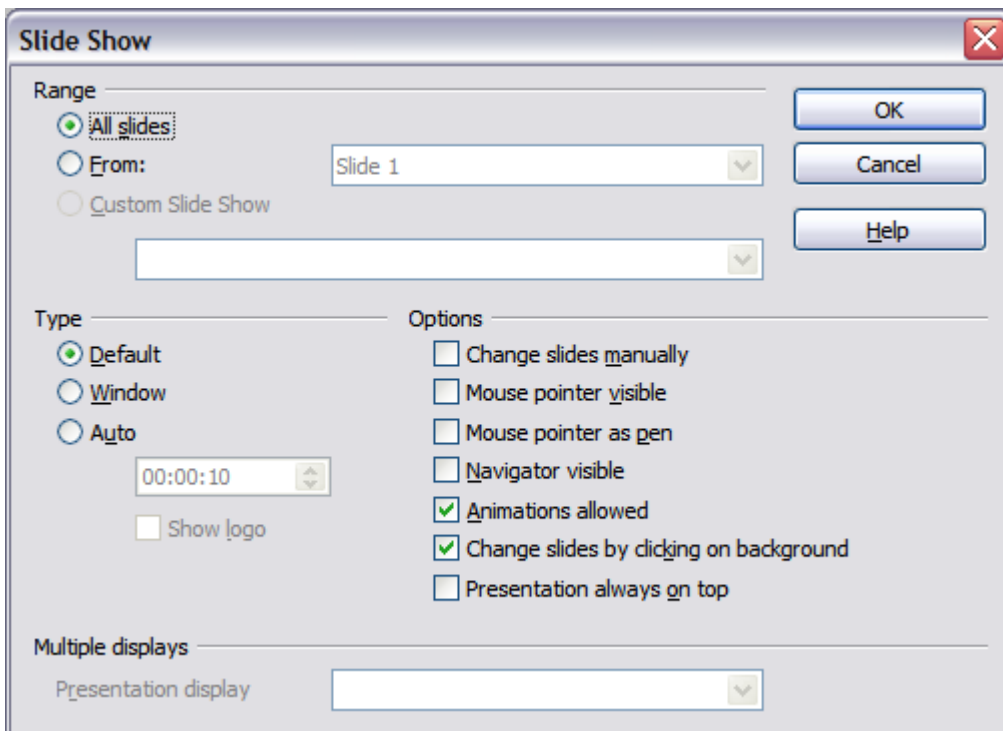 Slide Show
Range
All slides
OK
From:
Slide 1
Cancel
Custom Slide Show
Help
Type
Options
Default
Change slides manually
Window
Mouse pointer visible
Auto
Mouse pointer as pen
00:00:10
Navigator visible
Show logo
Animations allowed
Change slides by clicking on background
Presentation always on top
Multiple displays
Presentation display